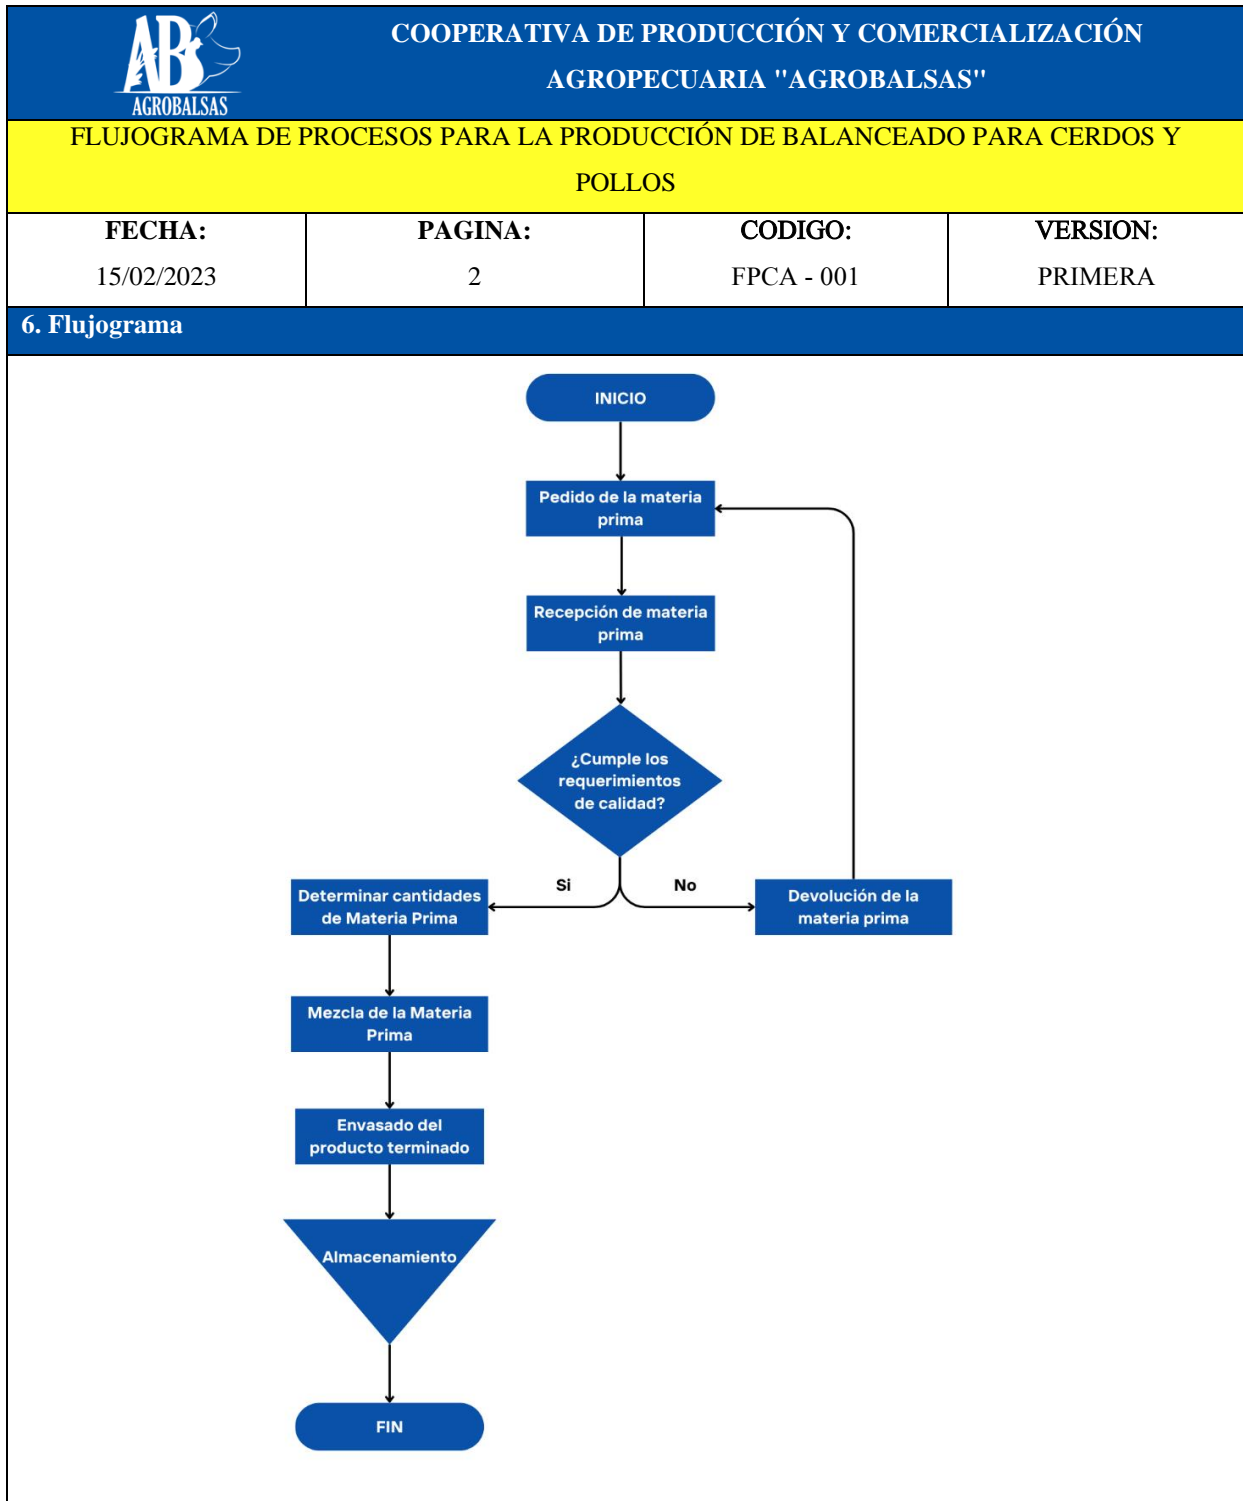 AB
AGROBALSAS
COOPERATIVA DE PRODUCCIÓN Y COMERCIALIZACIÓN
AGROPECUARIA "AGROBALSAS"
FLUJOGRAMA DE PROCESOS PARA LA PRODUCCIÓN DE BALANCEADO PARA CERDOS Y
POLLOS
FECHA:
15/02/2023
PAGINA:
2
CODIGO:
FPCA - 001
VERSION:
PRIMERA
6. Flujograma
INICIO
Pedido de la materia
prima
Recepción de materia
prima
¿Cumple los
requerimientos
de calidad?
Si
No
Determinar cantidades
de Materia Prima
Devolución de la
materia prima
Mezcla de la Materia
Prima
Envasado del
producto terminado
Almacenamiento
FIN